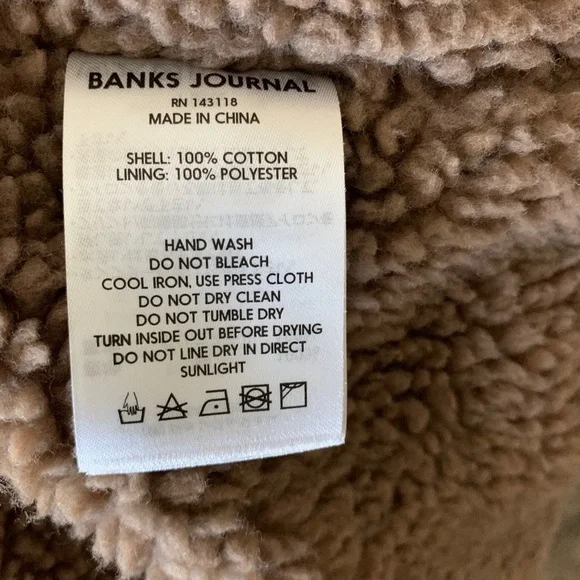 BANKS JOURNAL
RN 143118
MADE IN CHINA
SHELL: 100% COTTON
LINING: 100% POLYESTER
HAND WASH
DO NOT BLEACH
COOL IRON, USE PRESS CLOTH
DO NOT DRY CLEAN
DO NOT TUMBLE DRY
TURN INSIDE OUT BEFORE DRYING
DO NOT LINE DRY IN DIRECT
SUNLIGHT